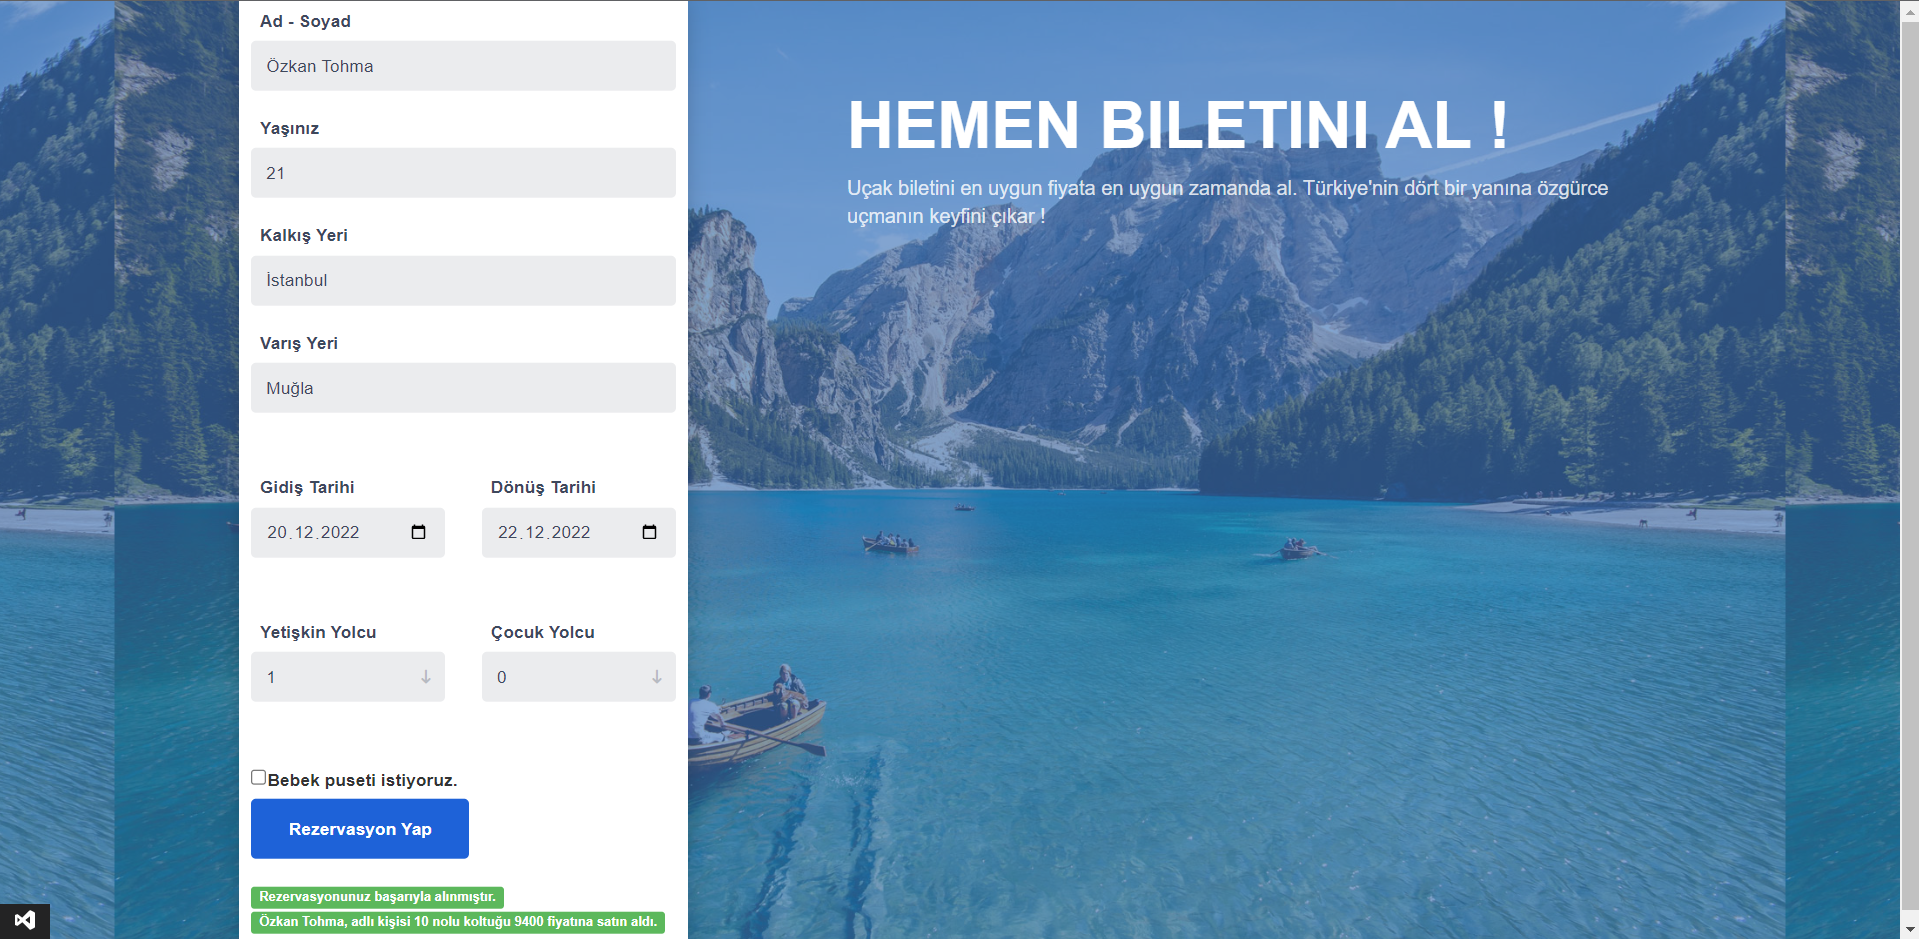 Ad - Soyad
Özkan Tohma
Yaşınız
21
Kalkış Yeri
İstanbul
Varış Yeri
Muğla
Gidiş Tarihi
Dönüş Tarihi
20.12.2022
22.12.2022
Yetişkin Yolcu
Çocuk Yolcu
1
0
Bebek puseti istiyoruz.
Rezervasyon Yap
Rezervasyonunuz başarıyla alınmıştır.
Özkan Tohma, adlı kişisi 10 nolu koltuğu 9400 fiyatına satın aldı.
HEMEN BILETINI AL !
Uçak biletini en uygun fiyata en uygun zamanda al. Türkiye'nin dört bir yanına özgürce
uçmanın keyfini çıkar !